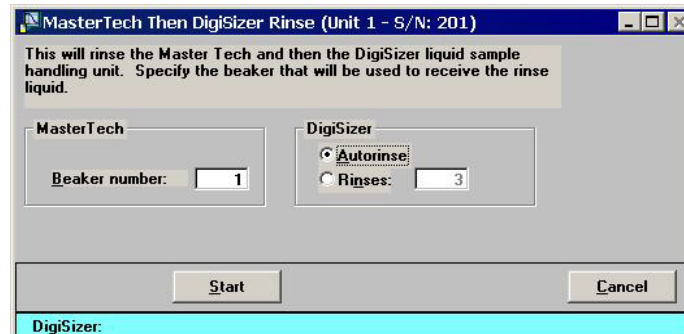 MasterTech Then DigiSizer Rinse (Unit 1 - S/N: 201)
This will rinse the Master Tech and then the DigiSizer liquid sample
handling unit. Specify the beaker that will be used to receive the rinse
liquid.
MasterTech
Beaker number: 1
DigiSizer
Autorinse
Rinses: 3
Start
Cancel
DigiSizer: